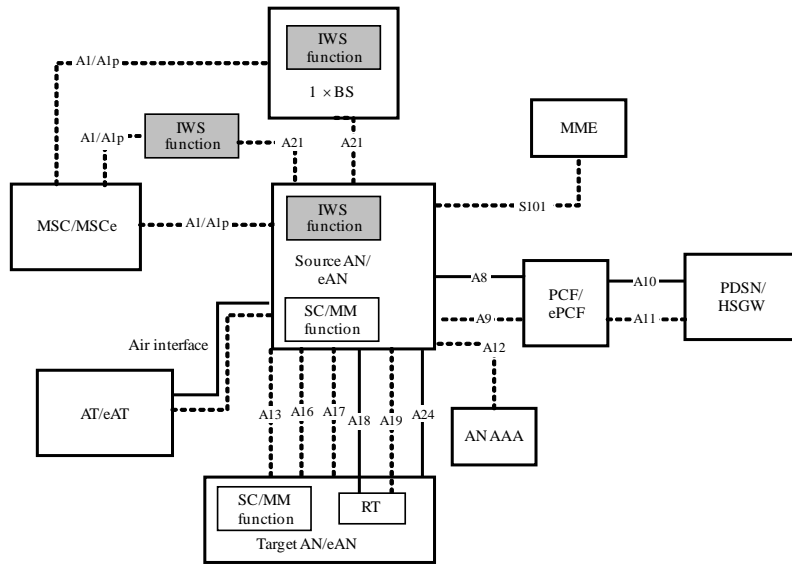 IWS
function
1 × BS
A1/A1p
A1/A1p
IWS
function
A21
A21
MME
MSC/MSCe
A1/A1p
IWS
function
S101
Source AN/
eAN
A8
PCF/
ePCF
A10
PDSN/
HSGW
SC/MM
function
A9
A11
Air interface
A12
AT/eAT
A13
A16
A17
A18
A19
A24
AN AAA
SC/MM
function
RT
Target AN/eAN